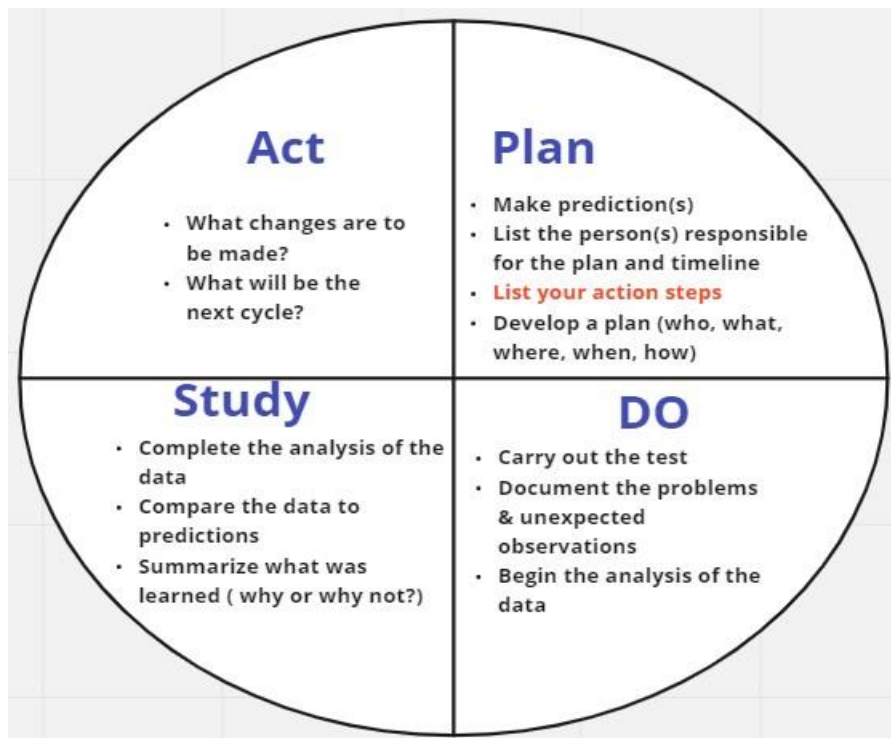 Act
• What changes are to
be made?
• What will be the
next cycle?
Plan
• Make prediction(s)
• List the person(s) responsible
for the plan and timeline
• List your action steps
• Develop a plan (who, what,
where, when, how)
Study
• Complete the analysis of the
data
• Compare the data to
predictions
• Summarize what was
learned ( why or why not?)
DO
• Carry out the test
• Document the problems
& unexpected
observations
• Begin the analysis of the
data